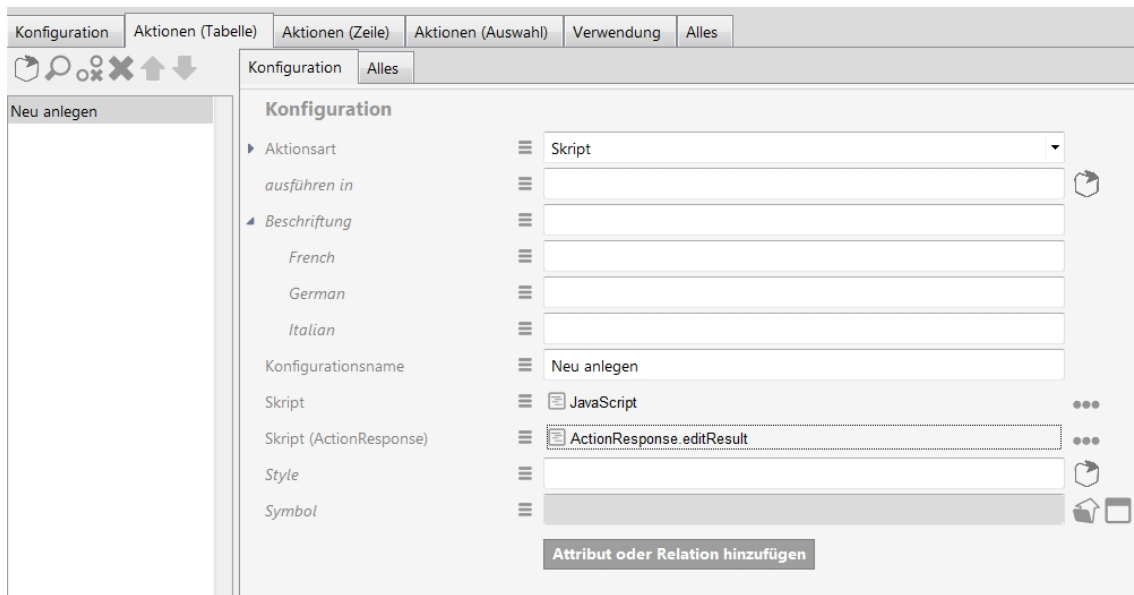 Konfiguration Aktionen (Tabelle) Aktionen (Zeile) Aktionen (Auswahl) Verwendung Alles
Konfiguration Alles
Neu anlegen
Konfiguration
Aktionsart Skript
ausführen in
Beschriftung
French
German
Italian
Konfigurationsname Neu anlegen
Skript JavaScript
Skript (ActionResponse) ActionResponse.editResult
Style
Symbol
Attribut oder Relation hinzufügen